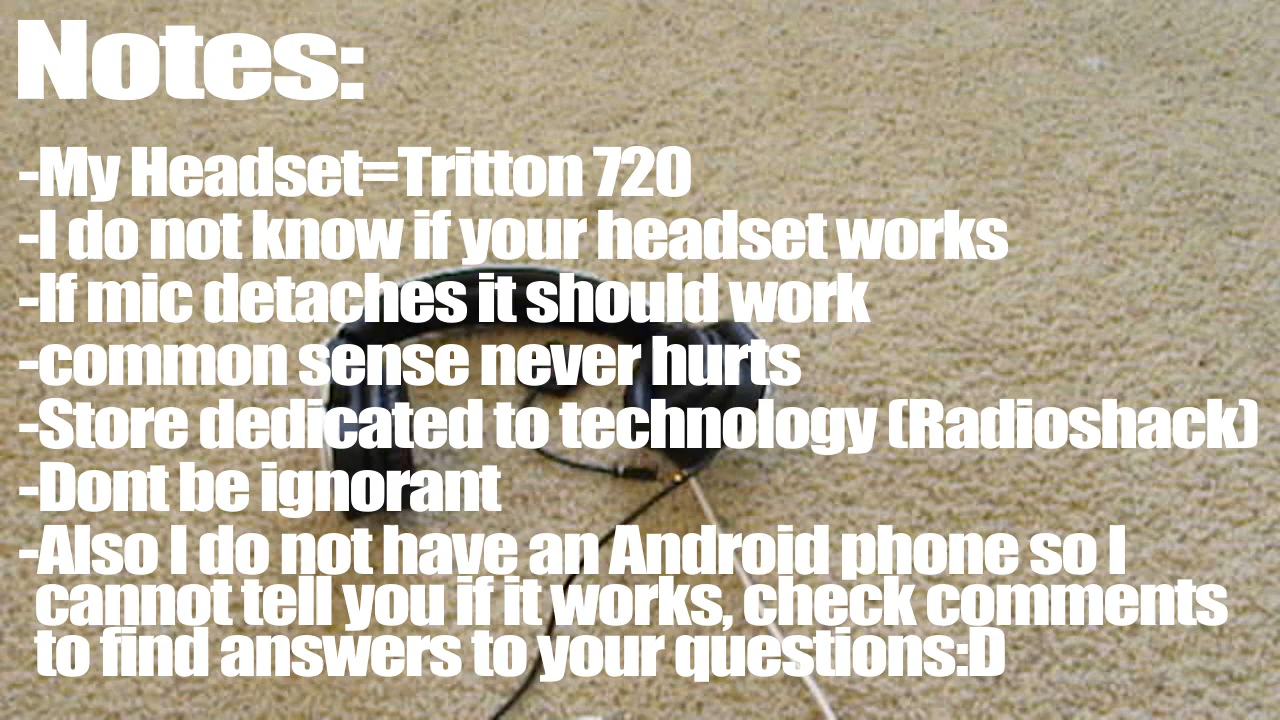 Notes:
-My Headset=Tritton 720
-I do not know if your headset works
-If mic detaches it should work
-common sense never hurts
-Store dedicated to technology (Radioshack)
-Dont be ignorant
-Also I do not have an Android phone so I
cannot tell you if it works, check comments
to find answers to your questions:D